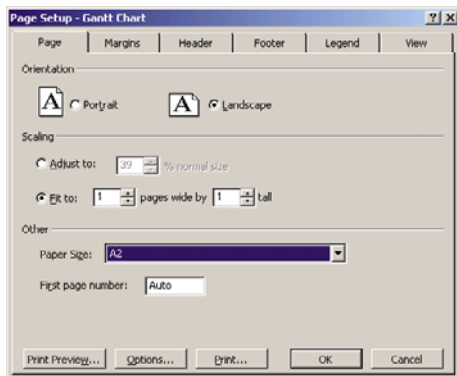 Page Setup - Gantt Chart
Page Margins Header Footer Legend View
Orientation
A Portrait A Landscape
Scaling
Adjust to: 39 % normal size
Fit to: 1 pages wide by 1 tall
Other
Paper Size: A2
First page number: Auto
Print Preview... Options... Print... OK Cancel